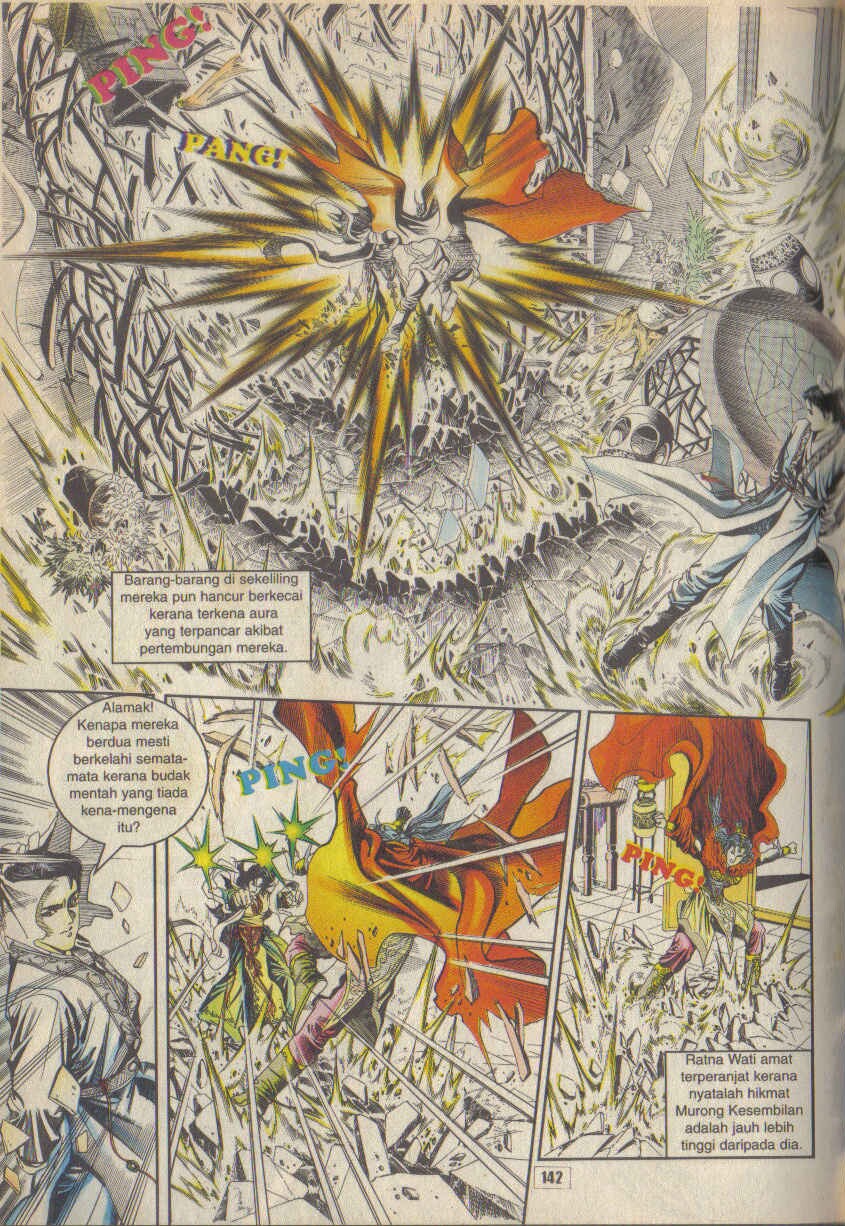 PING!
PANG!
Barang-barang di sekeliling
mereka pun hancur berkecai
kerana terkena aura
yang terpancar akibat
pertembungan mereka.
Alamak!
Kenapa mereka
berdua mesti
berkelahi semata-
mata kerana budak
mentah yang tiada
kena-mengena
itu?
PING!
PING!
Ratna Wati amat
terperanjat kerana
nyatalah hikmat
Murong Kesembilan
adalah jauh lebih
tinggi daripada dia.
142